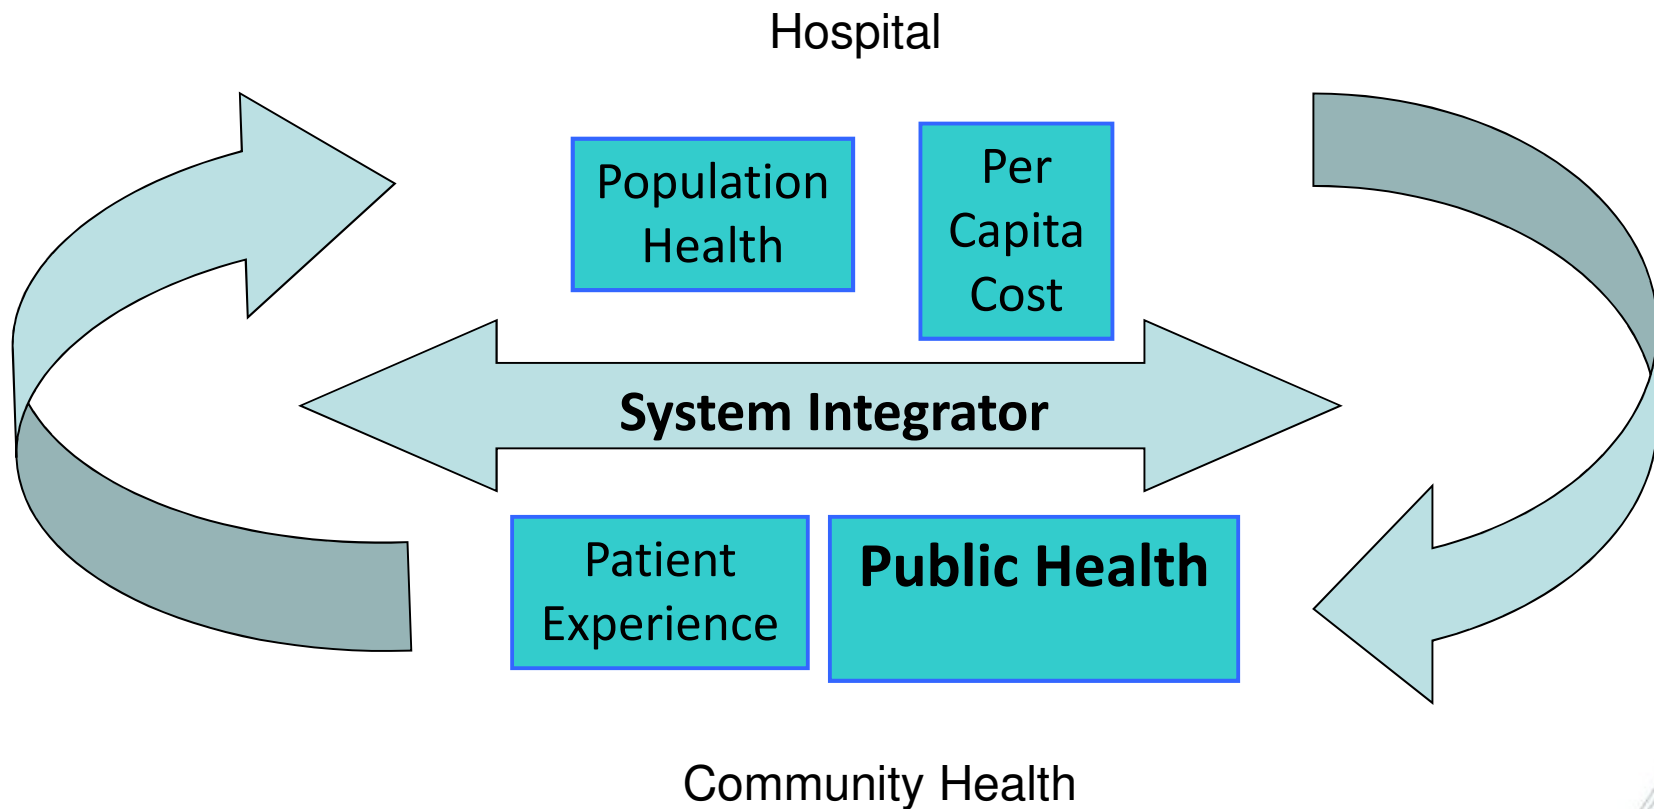 Hospital
Population
Health
Per
Capita
Cost
System Integrator
Patient
Experience
Public Health
Community Health